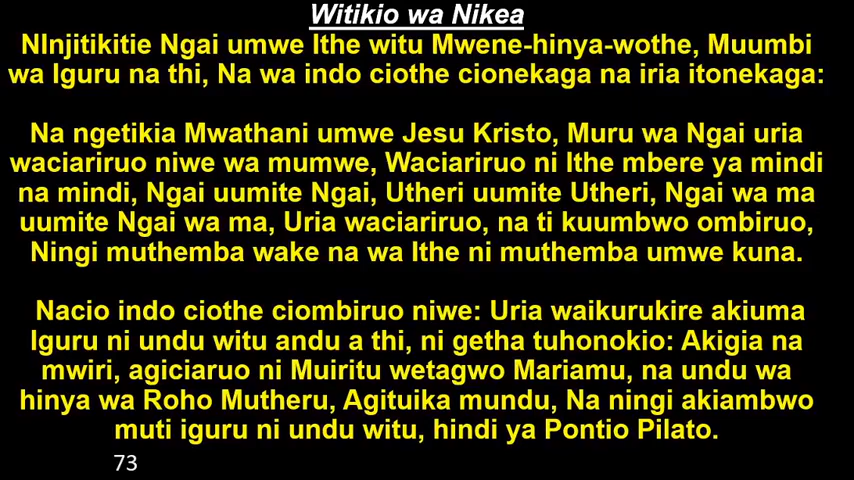 Witikio wa Nikea
NInjitikitie Ngai umwe Ithe witu Mwene-hinya-wothe, Muumbi
wa Iguru na thi, Na wa indo ciothe cionekaga na iria itonekaga:
Na ngetikia Mwathani umwe Jesu Kristo, Muru wa Ngai uria
waciariruo niwe wa mumwe, Waciariruo ni Ithe mbere ya mindi
na mindi, Ngai uumite Ngai, Utheri uumite Utheri, Ngai wa ma
uumite Ngai wa ma, Uria waciariruo, na ti kuumbwo ombiruo,
Ningi muthemba wake na wa Ithe ni muthemba umwe kuna.
Nacio indo ciothe ciombiruo niwe: Uria waikurukire akiuma
Iguru ni undu witu andu a thi, ni getha tuhonokio: Akigia na
mwiri, agiciaruo ni Muiritu wetagwo Mariamu, na undu wa
hinya wa Roho Mutheru, Agituika mundu, Na ningi akiambwo
muti iguru ni undu witu, hindi ya Pontio Pilato.
73